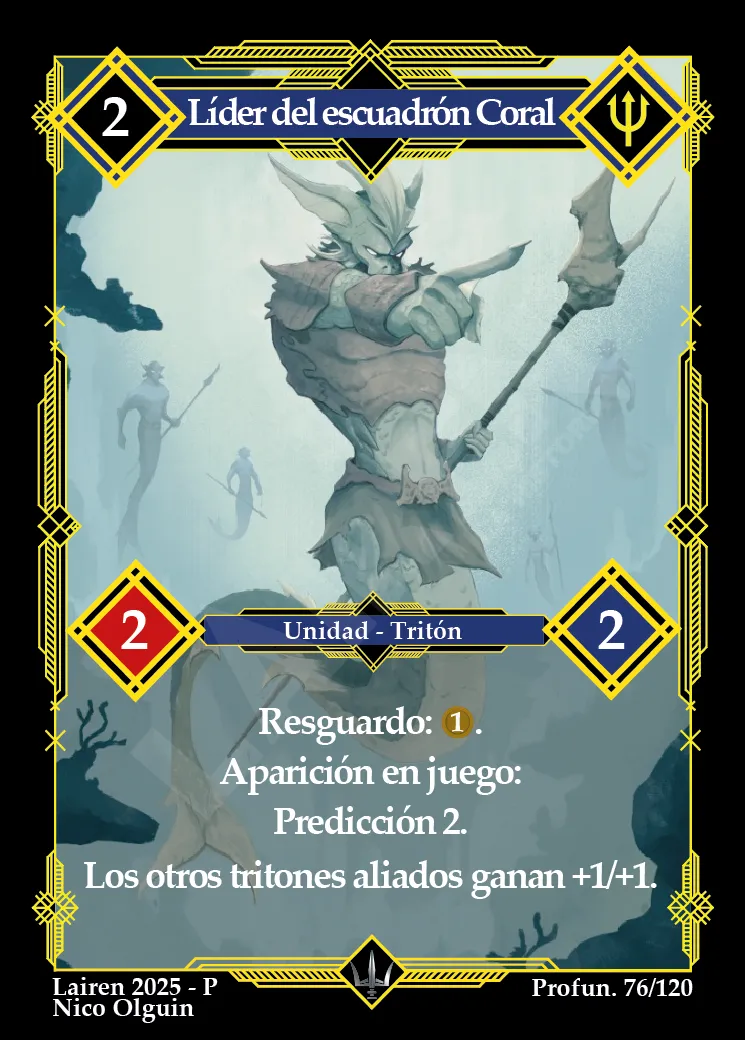 2
Líder del escuadrón Coral
2
Unidad - Tritón
2
Resguardo: 1.
Aparición en juego:
Predicción 2.
Los otros tritones aliados ganan +1/+1.
Lairen 2025 - P
Nico Olguin
Profun. 76/120